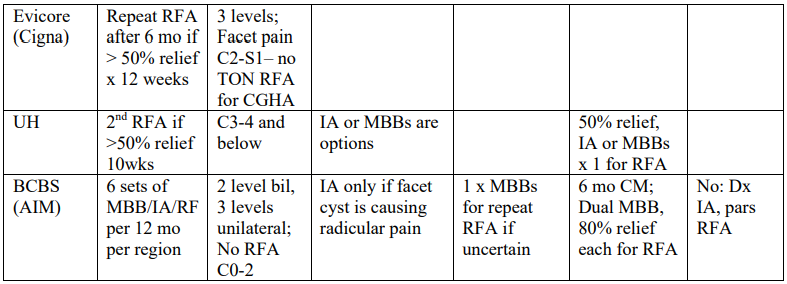 Evicore
(Cigna)
Repeat RFA
after 6 mo if
> 50% relief
x 12 weeks
3 levels;
Facet pain
C2-S1– no
TON RFA
for CGHA
UH
2nd RFA if
>50% relief
10wks
C3-4 and
below
IA or MBBs are
options
50% relief,
IA or MBBs
x 1 for RFA
BCBS
(AIM)
6 sets of
MBB/IA/RF
per 12 mo
per region
2 level bil,
3 levels
unilateral;
No RFA
C0-2
IA only if facet
cyst is causing
radicular pain
1 x MBBs
for repeat
RFA if
uncertain
6 mo CM;
Dual MBB,
80% relief
each for RFA
No: Dx
IA, pars
RFA